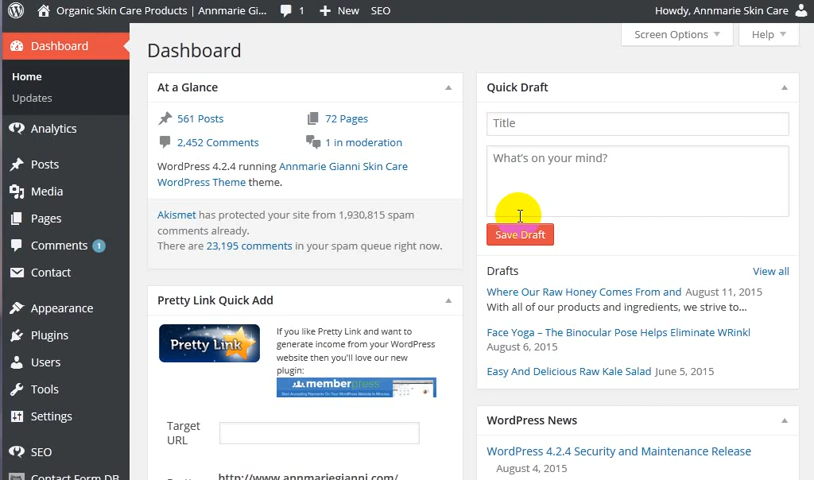 Organic Skin Care Products | Annmarie Gi...
1
New
SEO
Howdy, Annmarie Skin Care
Dashboard
Home
Updates
Analytics
Posts
Media
Pages
Comments 1
Contact
Appearance
Plugins
Users
Tools
Settings
SEO
Contact Form DB
Dashboard
Screen Options
Help
At a Glance
561 Posts
72 Pages
2,452 Comments
1 in moderation
WordPress 4.2.4 running Annmarie Gianni Skin Care
WordPress Theme theme.
Akismet has protected your site from 1,930,815 spam
comments already.
There are 23,195 comments in your spam queue right now.
Pretty Link Quick Add
Pretty Link
If you like Pretty Link and want to
generate income from your WordPress
website then you'll love our new
plugin:
memberpress
Target
URL
http://www.annmariegianni.com/
Quick Draft
Title
What's on your mind?
Save Draft
Drafts
View all
Where Our Raw Honey Comes From and August 11, 2015
With all of our products and ingredients, we strive to...
Face Yoga – The Binocular Pose Helps Eliminate WRinkl
August 6, 2015
Easy And Delicious Raw Kale Salad June 5, 2015
WordPress News
WordPress 4.2.4 Security and Maintenance Release
August 4, 2015